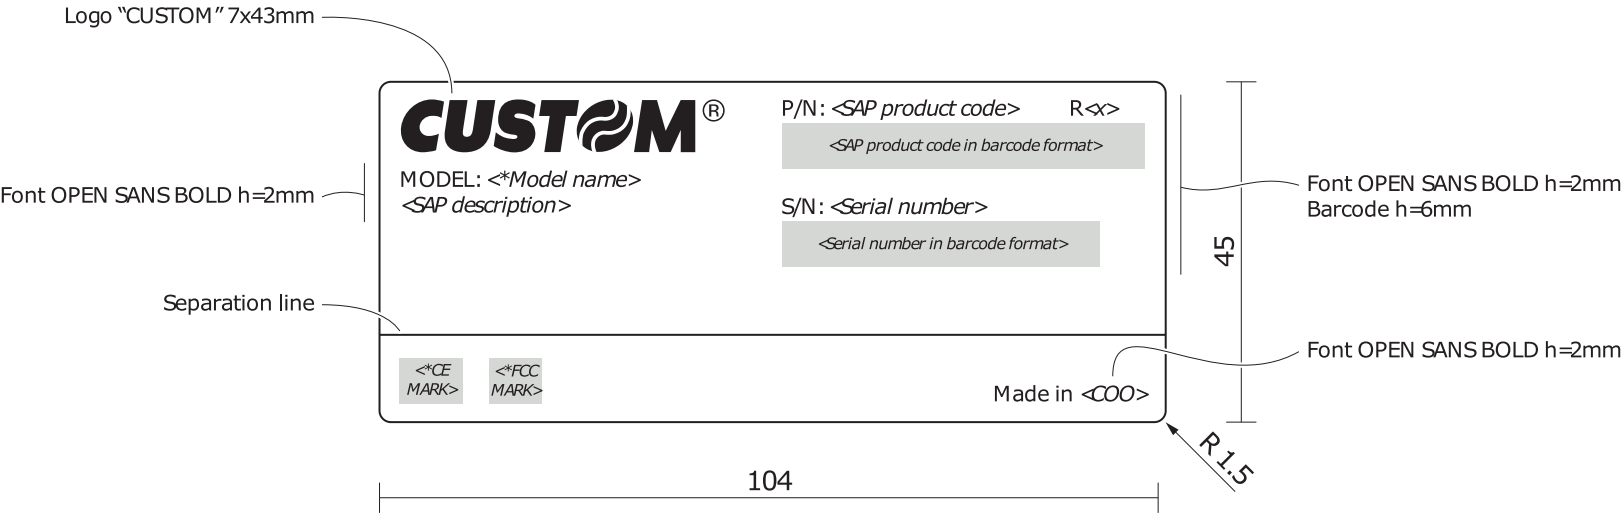 Logo “CUSTOM” 7x43mm
CUSTOM®
P/N: <SAP product code> R<x>
<SAP product code in barcode format>
MODEL: <*Model name>
<SAP description>
Font OPEN SANS BOLD h=2mm
Font OPEN SANS BOLD h=2mm
Barcode h=6mm
S/N: <Serial number>
<Serial number in barcode format>
45
Separation line
Font OPEN SANS BOLD h=2mm
<*CE
MARK>
<*FCC
MARK>
Made in <COO>
R 1.5
104